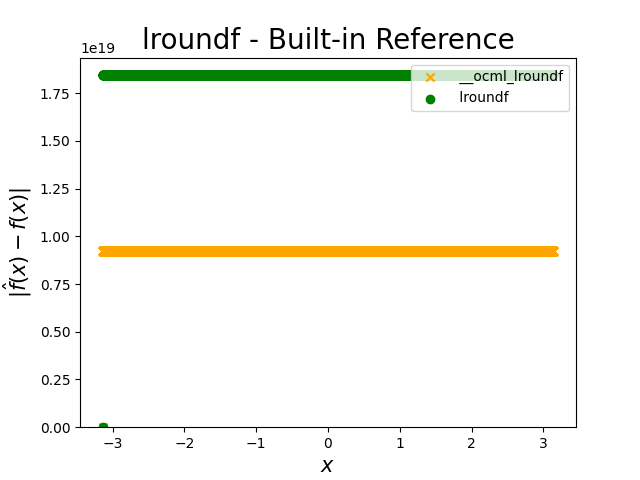 lroundf - Built-in Reference
1e19
__ocml_lroundf
lroundf
1.75
1.50
1.25
1.00
0.75
0.50
0.25
0.00
|f̂(x) − f(x)|
−3
−2
−1
0
1
2
3
x